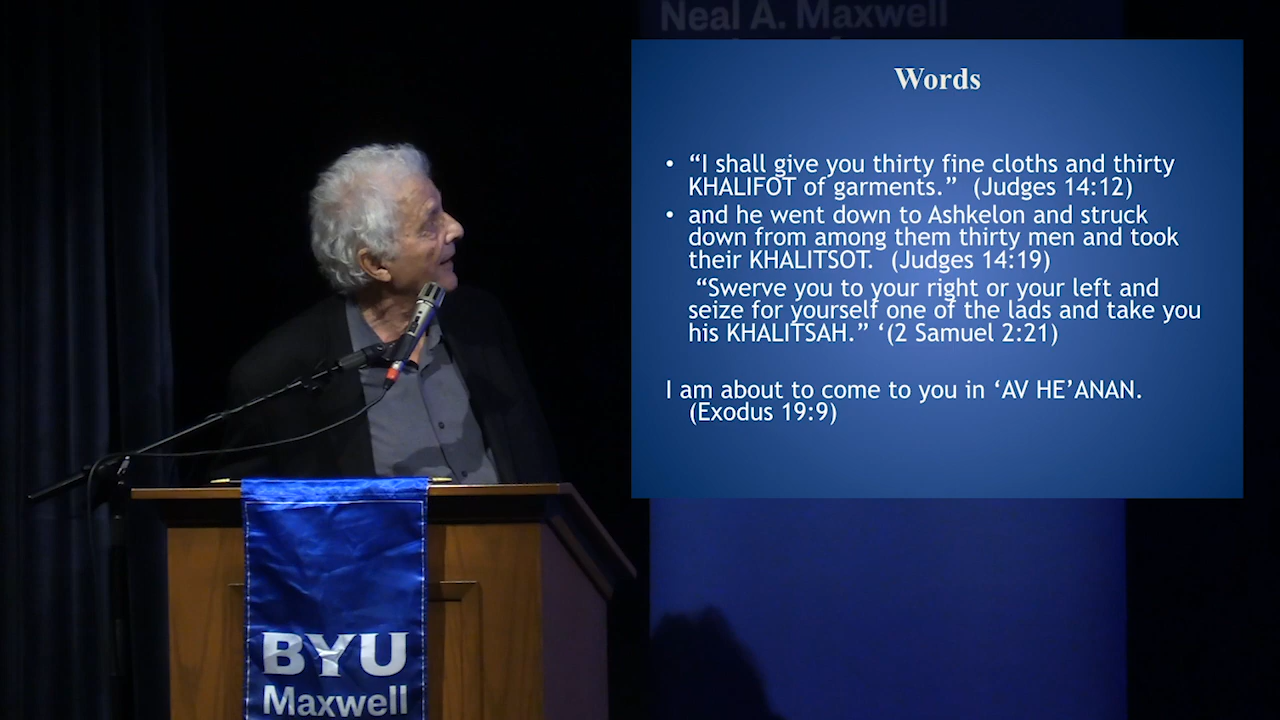 Neal A. Maxwell
Words
• “I shall give you thirty fine cloths and thirty
KHALIFOT of garments.” (Judges 14:12)
• and he went down to Ashkelon and struck
down from among them thirty men and took
their KHALITSOT. (Judges 14:19)
“Swerve you to your right or your left and
seize for yourself one of the lads and take you
his KHALITSAH.” ‘(2 Samuel 2:21)
I am about to come to you in ‘AV HE’ANAN.
(Exodus 19:9)
BYU
Maxwell